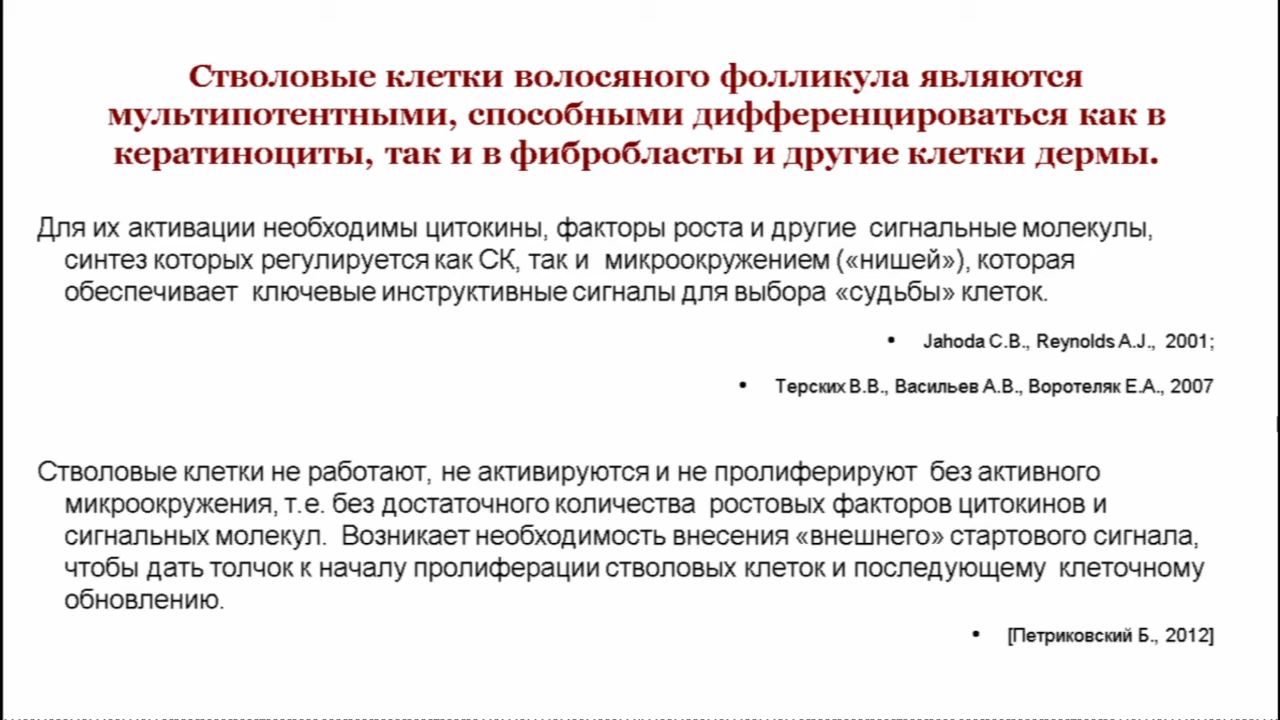 Стволовые клетки волосяного фолликула являются
мультипотентными, способными дифференцироваться как в
кератиноциты, так и в фибробласты и другие клетки дермы.
Для их активации необходимы цитокины, факторы роста и другие сигнальные молекулы,
синтез которых регулируется как СК, так и микроокружением («нишей»), которая
обеспечивает ключевые инструктивные сигналы для выбора «судьбы» клеток.
• Jahoda C.B., Reynolds A.J., 2001;
• Терских В.В., Васильев А.В., Воротеляк Е.А., 2007
Стволовые клетки не работают, не активируются и не пролиферируют без активного
микроокружения, т.е. без достаточного количества ростовых факторов цитокинов и
сигнальных молекул. Возникает необходимость внесения «внешнего» стартового сигнала,
чтобы дать толчок к началу пролиферации стволовых клеток и последующему клеточному
обновлению.
• [Петриковский Б., 2012]